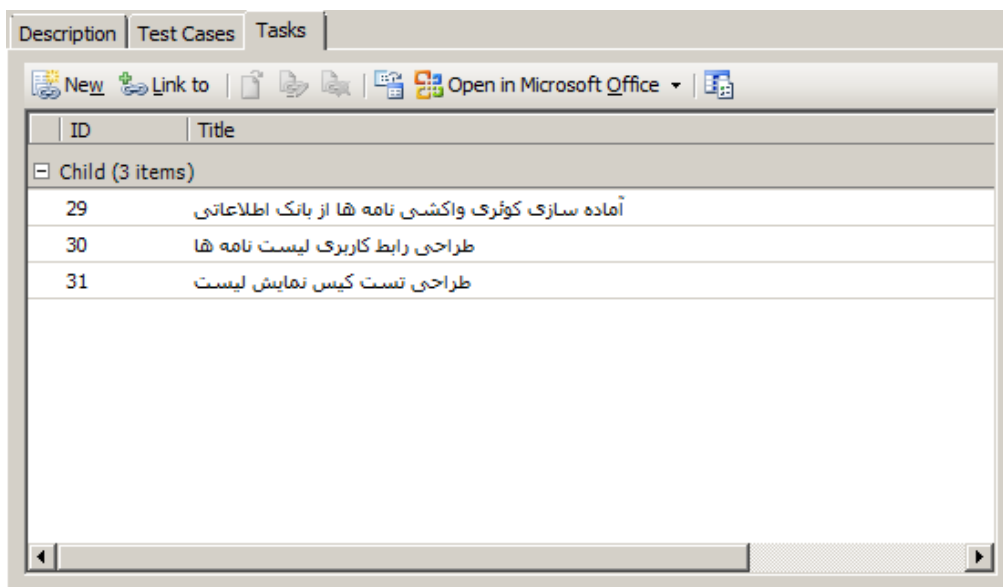 Description Test Cases Tasks
New Link to Open in Microsoft Office
ID Title
Child (3 items)
29 آماده سازی کوئری واکشی نامه ها از بانک اطلاعاتی
30 طراحی رابط کاربری لیست نامه ها
31 طراحی تست کیس نمایش لیست